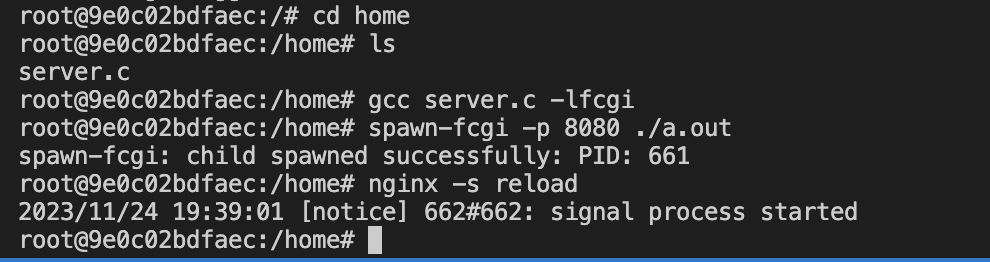 root@9e0c02bdfaec:/# cd home
root@9e0c02bdfaec:/home# ls
server.c
root@9e0c02bdfaec:/home# gcc server.c -lfcgi
root@9e0c02bdfaec:/home# spawn-fcgi -p 8080 ./a.out
spawn-fcgi: child spawned successfully: PID: 661
root@9e0c02bdfaec:/home# nginx -s reload
2023/11/24 19:39:01 [notice] 662#662: signal process started
root@9e0c02bdfaec:/home#